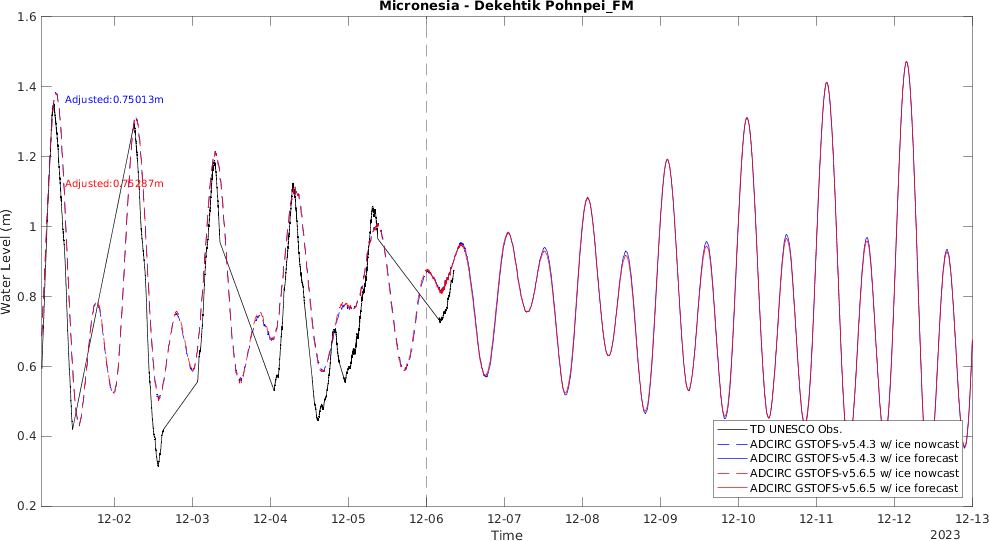 Micronesia - Dekehtik Pohnpei_FM
Water Level (m)
1.6
1.4
1.2
1
0.8
0.6
0.4
0.2
Adjusted:0.75013m
Adjusted:0.75287m
TD UNESCO Obs.
ADCIRC GSTOFS-v5.4.3 w/ ice nowcast
ADCIRC GSTOFS-v5.4.3 w/ ice forecast
ADCIRC GSTOFS-v5.6.5 w/ ice nowcast
ADCIRC GSTOFS-v5.6.5 w/ ice forecast
12-02 12-03 12-04 12-05 12-06 12-07 12-08 12-09 12-10 12-11 12-12 12-13
Time
2023